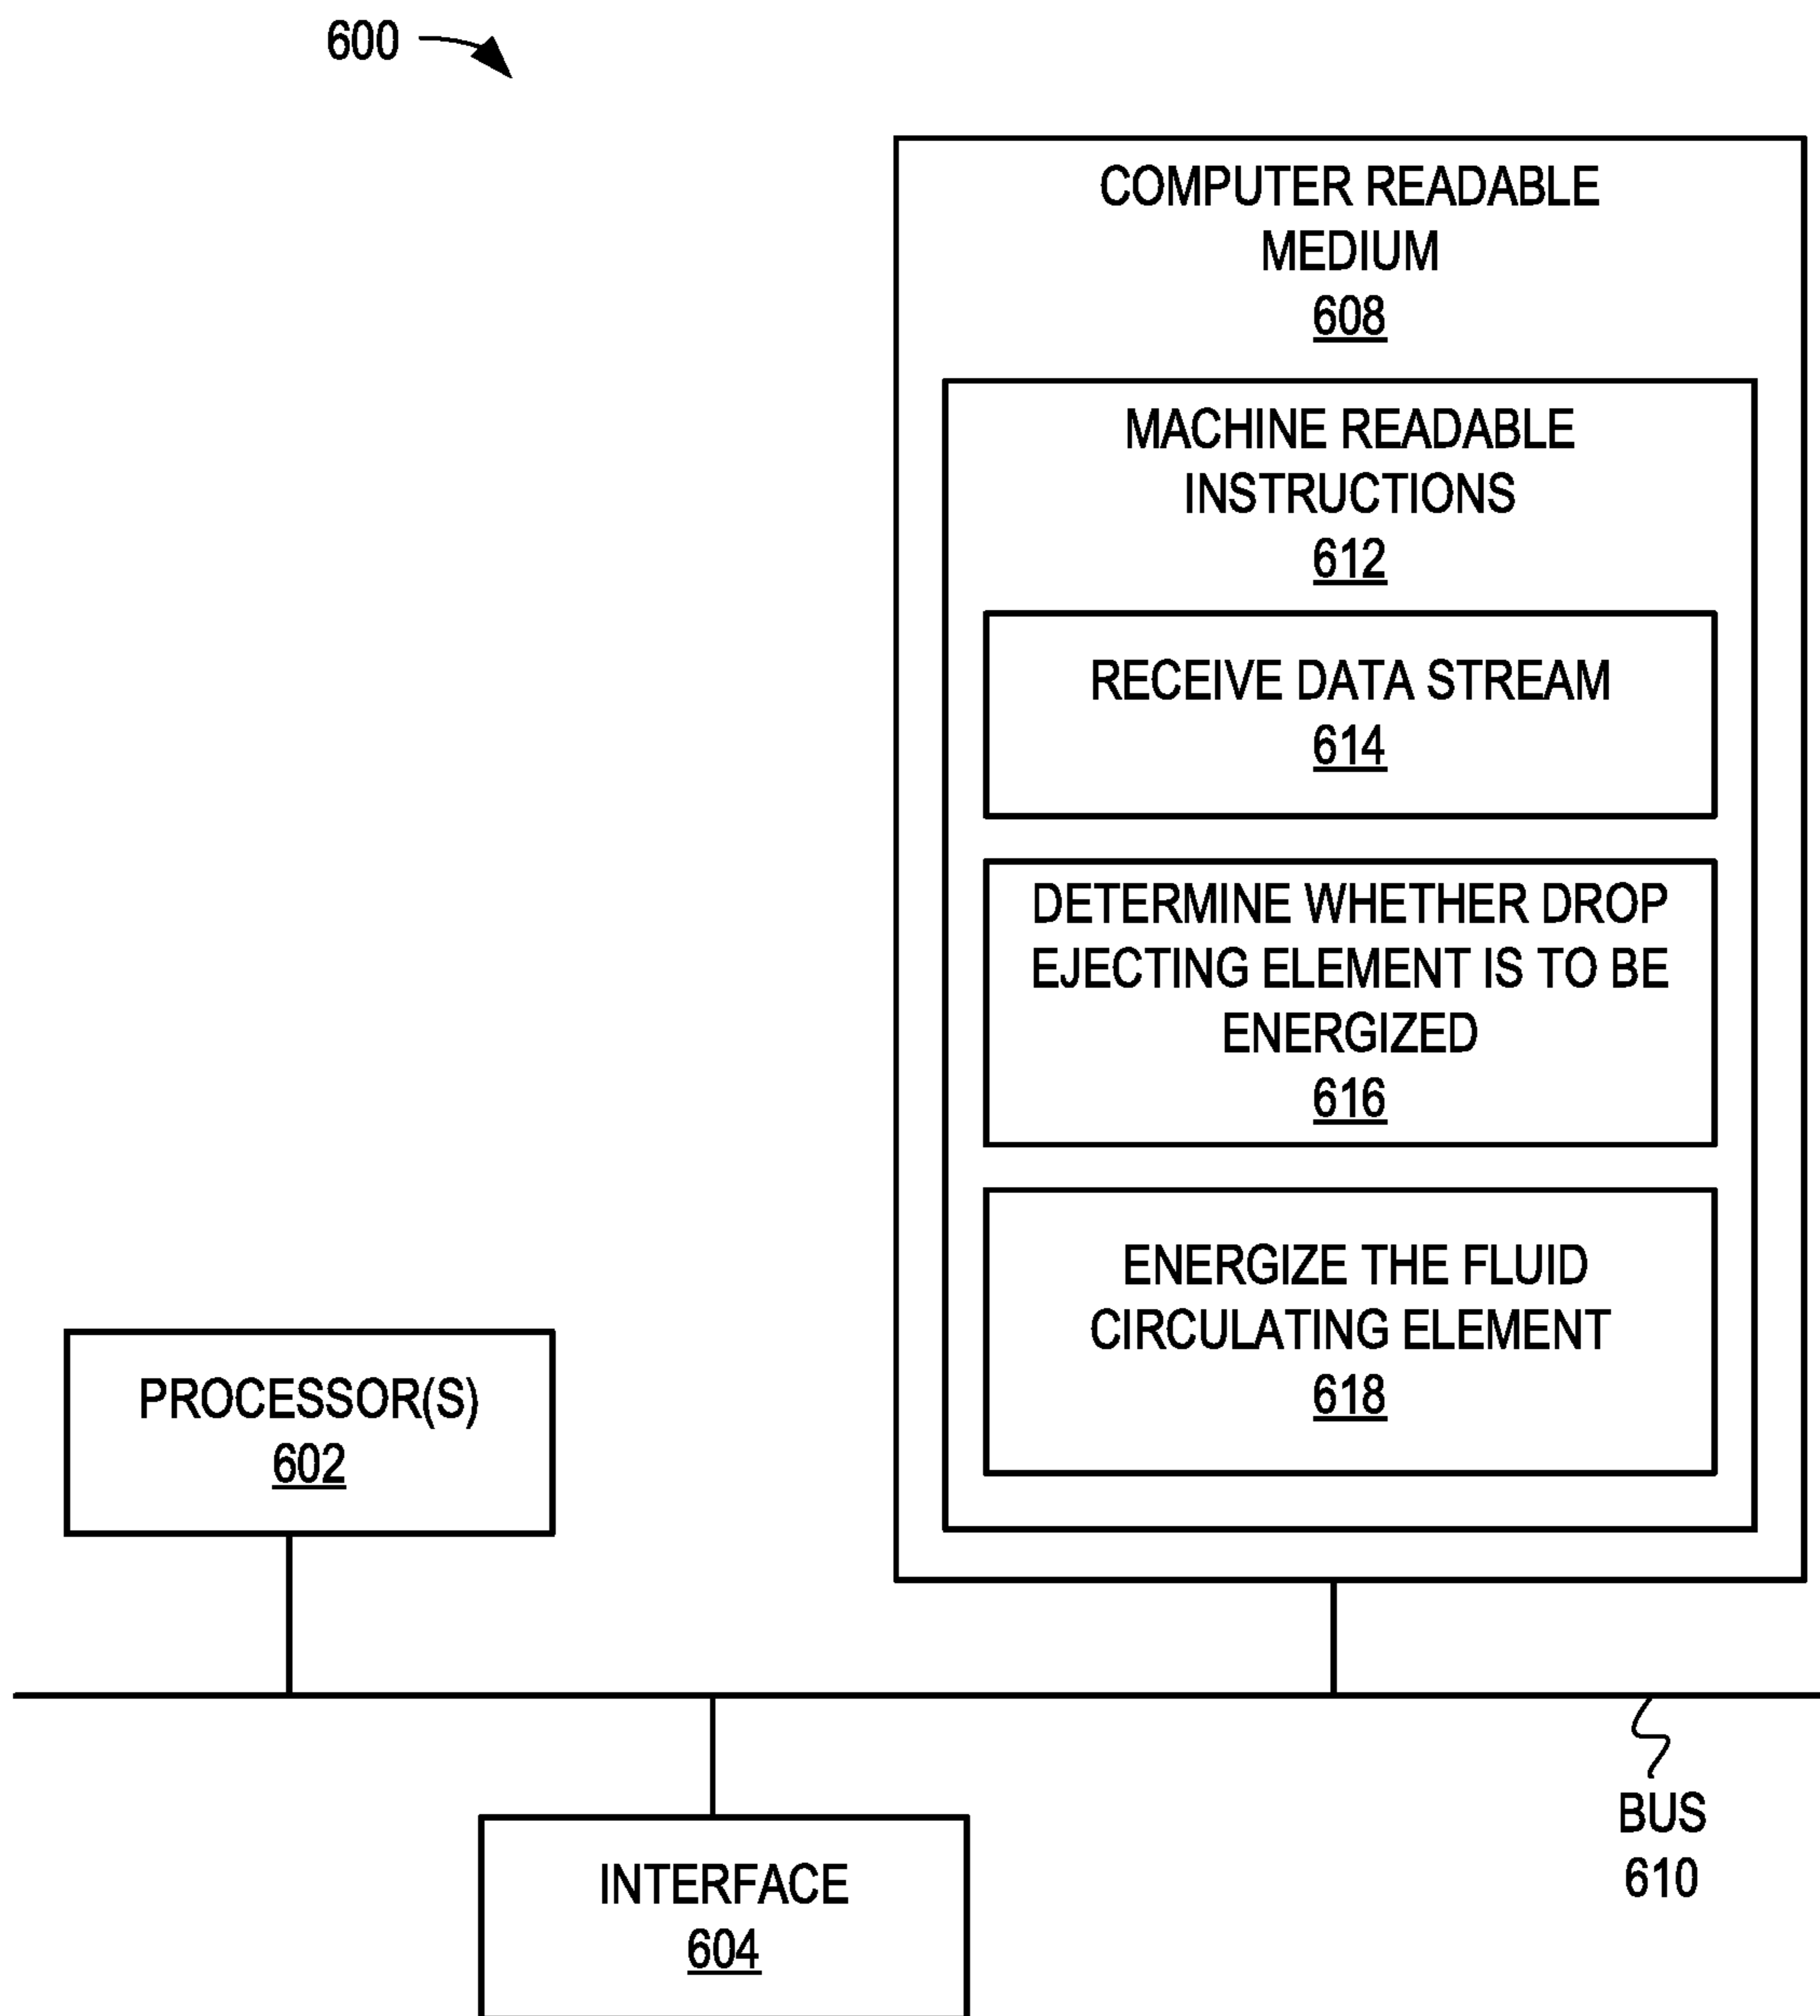 600
COMPUTER READABLE
MEDIUM
608
MACHINE READABLE
INSTRUCTIONS
612
RECEIVE DATA STREAM
614
DETERMINE WHETHER DROP
EJECTING ELEMENT IS TO BE
ENERGIZED
616
ENERGIZE THE FLUID
CIRCULATING ELEMENT
618
PROCESSOR(S)
602
BUS
610
INTERFACE
604